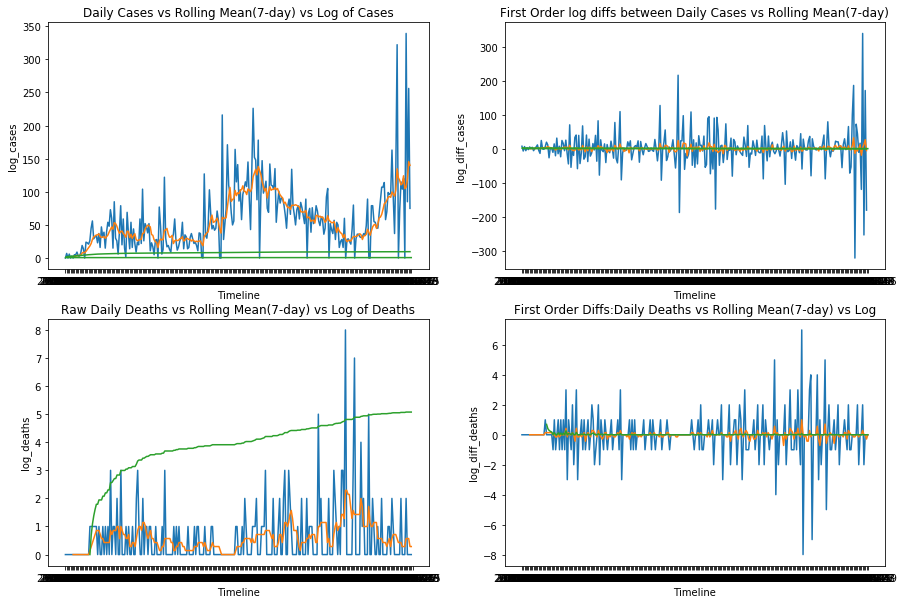 Daily Cases vs Rolling Mean(7-day) vs Log of Cases
350
300
250
200
150
100
50
0
log_cases
Timeline
First Order log diffs between Daily Cases vs Rolling Mean(7-day)
300
200
100
0
−100
−200
−300
log_diff_cases
Timeline
Raw Daily Deaths vs Rolling Mean(7-day) vs Log of Deaths
8
7
6
5
4
3
2
1
0
log_deaths
Timeline
First Order Diffs:Daily Deaths vs Rolling Mean(7-day) vs Log
6
4
2
0
−2
−4
−6
−8
log_diff_deaths
Timeline